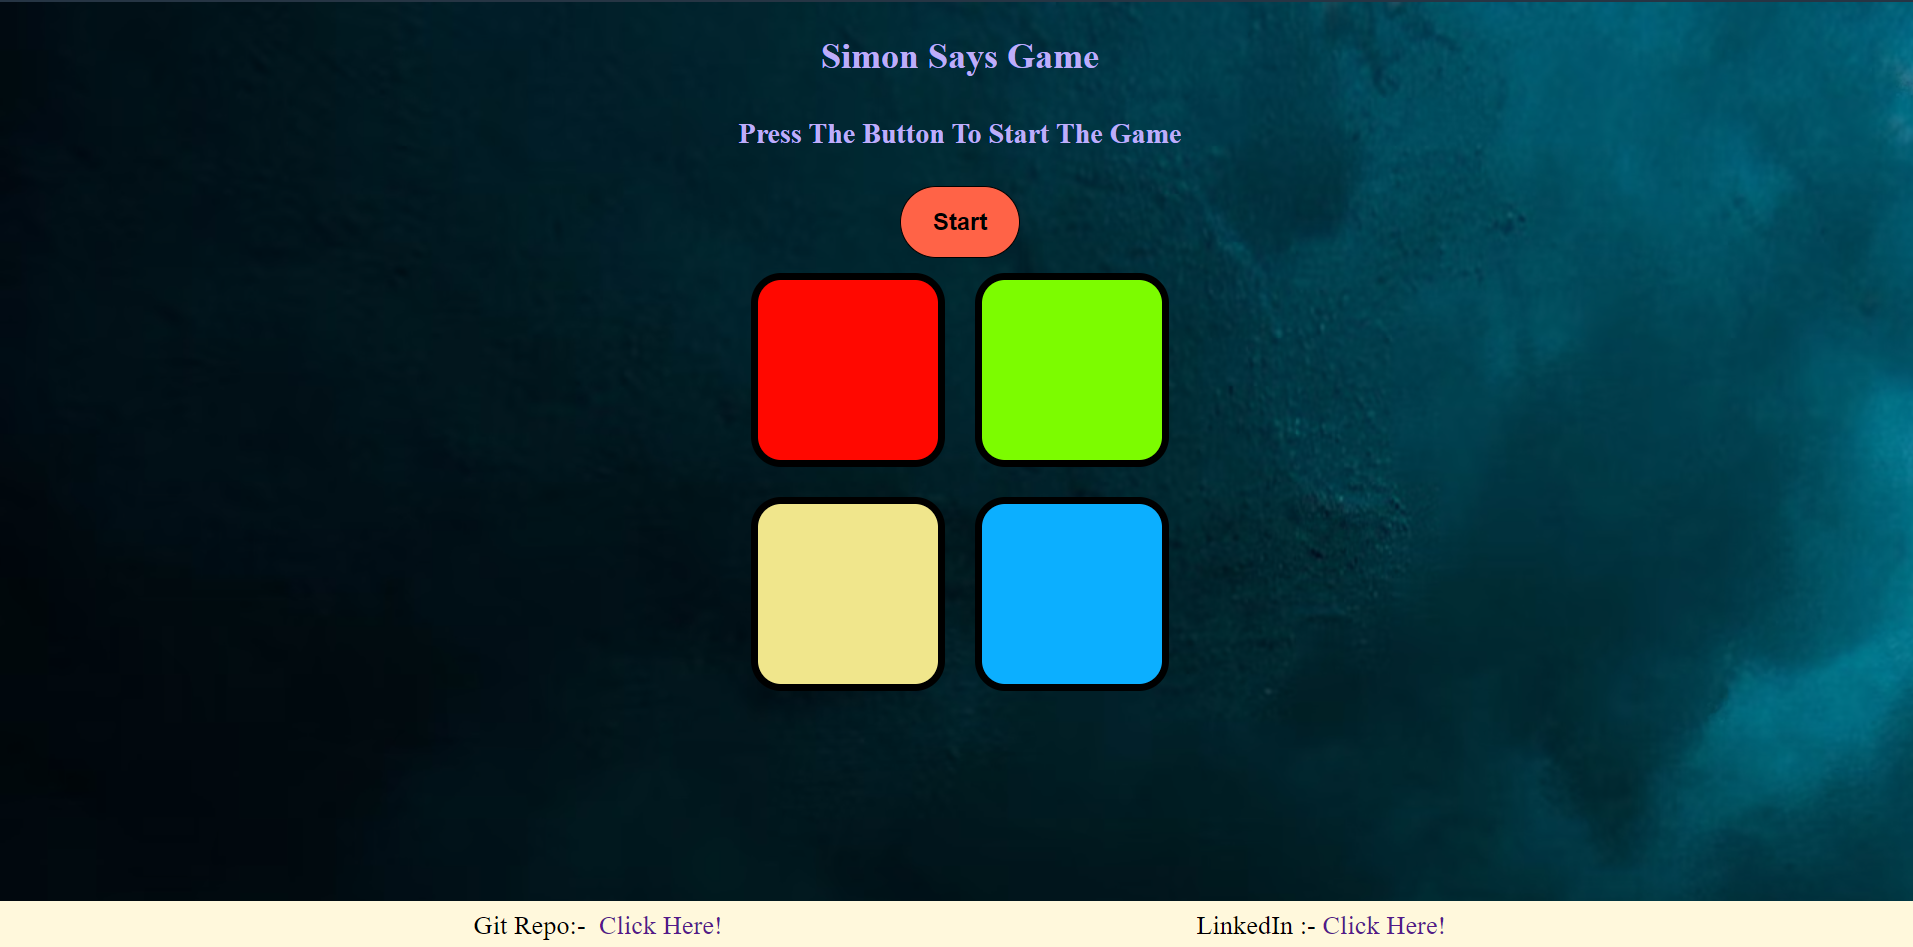 Simon Says Game
Press The Button To Start The Game
Start
Git Repo:-  Click Here!
LinkedIn :- Click Here!